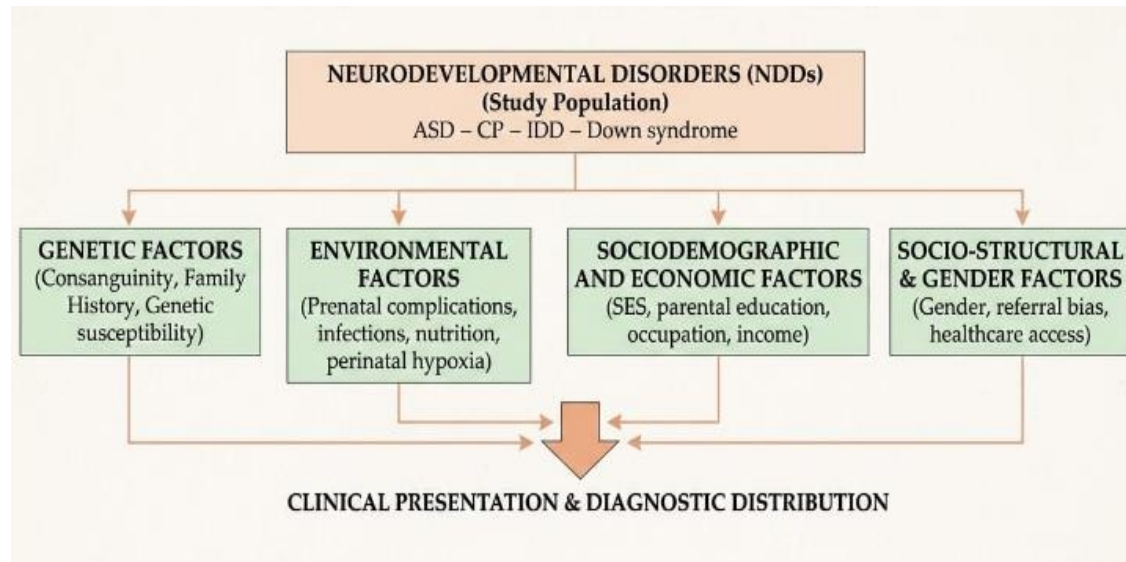 NEURODEVELOPMENTAL DISORDERS (NDDs)
(Study Population)
ASD – CP – IDD – Down syndrome
GENETIC FACTORS
(Consanguinity, Family
History, Genetic
susceptibility)
ENVIRONMENTAL
FACTORS
(Prenatal complications,
infections, nutrition,
perinatal hypoxia)
SOCIODEMOGRAPHIC
AND ECONOMIC FACTORS
(SES, parental education,
occupation, income)
SOCIO-STRUCTURAL
& GENDER FACTORS
(Gender, referral bias,
healthcare access)
CLINICAL PRESENTATION & DIAGNOSTIC DISTRIBUTION